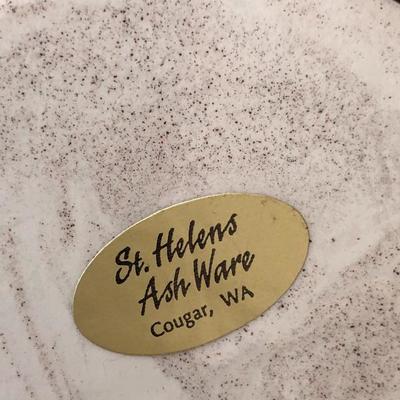 St. Helens
Ash Ware
Cougar, WA